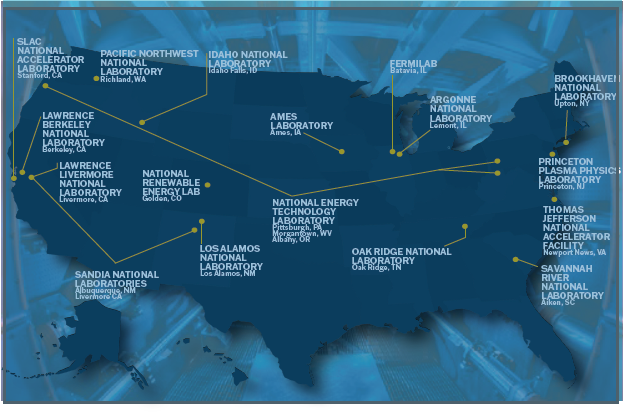 SLAC
NATIONAL
ACCELERATOR
LABORATORY
Stanford, CA
PACIFIC NORTHWEST
NATIONAL
LABORATORY
Richland, WA
IDAHO NATIONAL
LABORATORY
Idaho Falls, ID
FERMILAB
Batavia, IL
BROOKHAVEN
NATIONAL
LABORATORY
Upton, NY
ARGONNE
NATIONAL
LABORATORY
Lemont, IL
AMES
LABORATORY
Ames, IA
LAWRENCE
BERKELEY
NATIONAL
LABORATORY
Berkeley, CA
LAWRENCE
LIVERMORE
NATIONAL
LABORATORY
Livermore, CA
NATIONAL
RENEWABLE
ENERGY LAB
Golden, CO
PRINCETON
PLASMA PHYSICS
LABORATORY
Princeton, NJ
NATIONAL ENERGY
TECHNOLOGY
LABORATORY
Pittsburgh, PA
Morgantown, WV
Albany, OR
THOMAS
JEFFERSON
NATIONAL
ACCELERATOR
FACILITY
Newport News, VA
LOS ALAMOS
NATIONAL
LABORATORY
Los Alamos, NM
OAK RIDGE NATIONAL
LABORATORY
Oak Ridge, TN
SANDIA NATIONAL
LABORATORIES
Albuquerque, NM
Livermore CA
SAVANNAH
RIVER
NATIONAL
LABORATORY
Aiken, SC